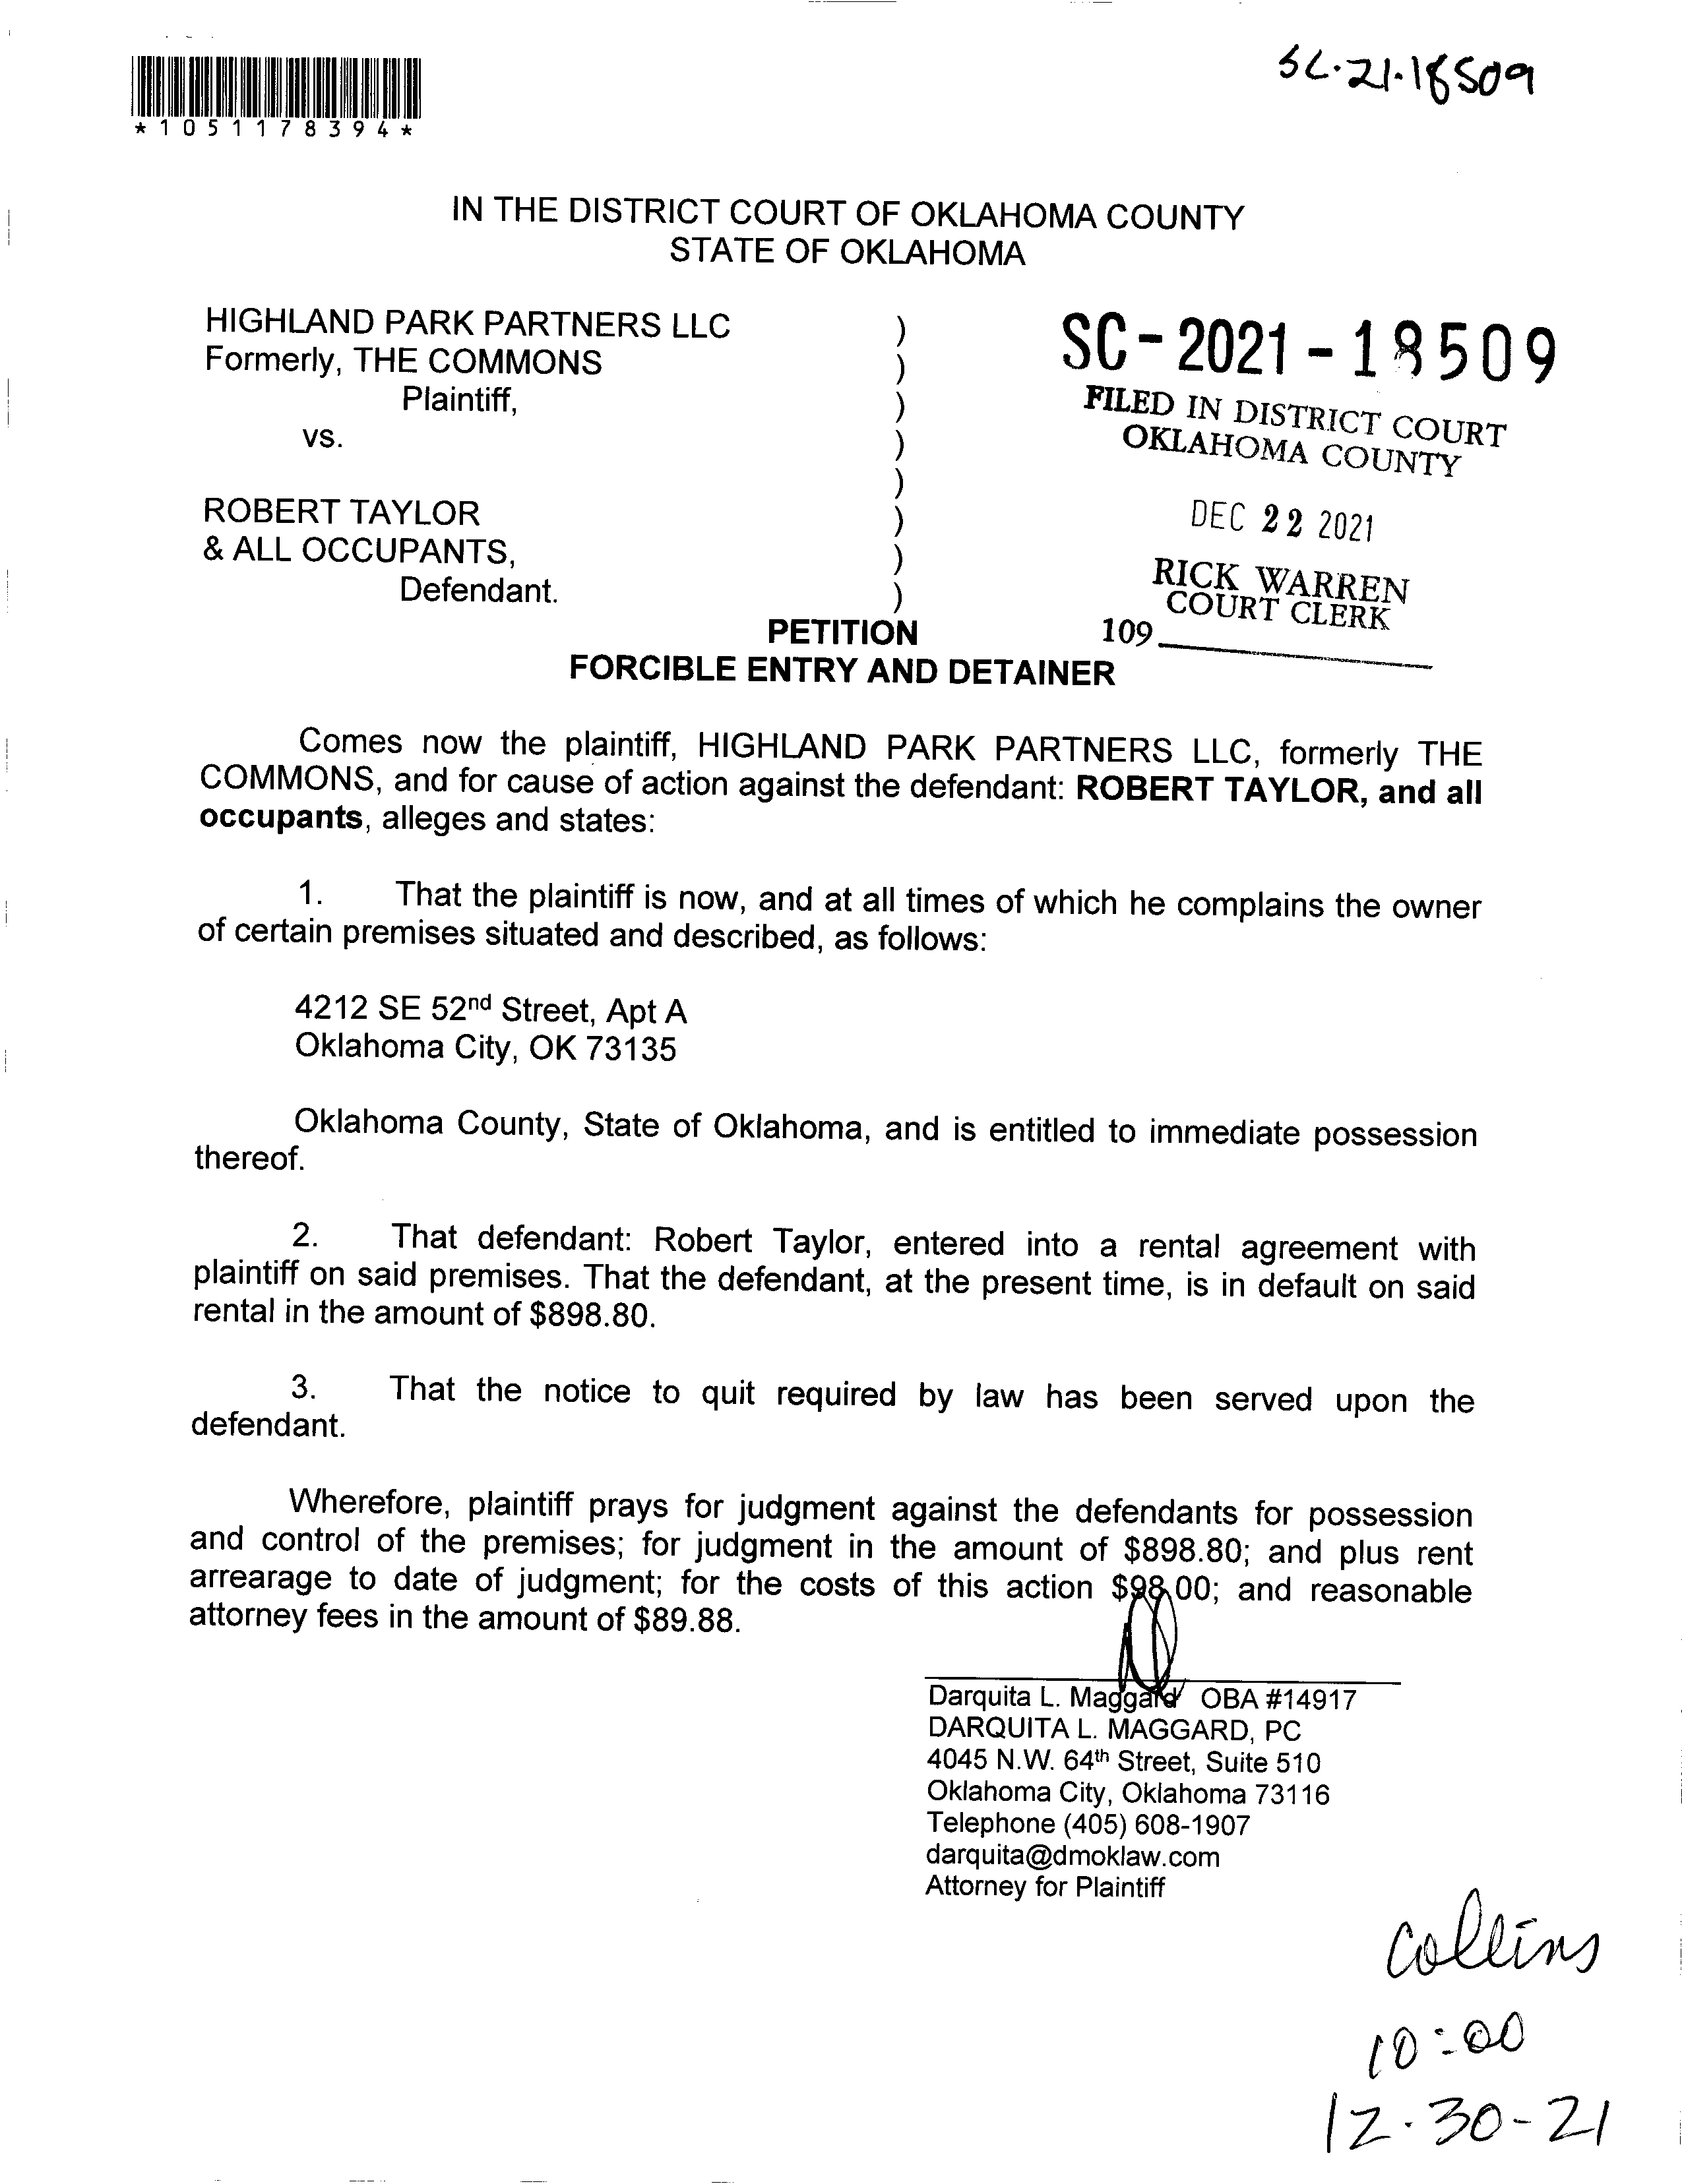 SC-21-18509
*1051178394*
IN THE DISTRICT COURT OF OKLAHOMA COUNTY
STATE OF OKLAHOMA
HIGHLAND PARK PARTNERS LLC )
Formerly, THE COMMONS )
Plaintiff, )
vs. )
)
ROBERT TAYLOR )
& ALL OCCUPANTS, )
Defendant. )
SC-2021-18509
FILED IN DISTRICT COURT
OKLAHOMA COUNTY
DEC 22 2021
RICK WARREN
COURT CLERK
109
PETITION
FORCIBLE ENTRY AND DETAINER
Comes now the plaintiff, HIGHLAND PARK PARTNERS LLC, formerly THE
COMMONS, and for cause of action against the defendant: ROBERT TAYLOR, and all
occupants, alleges and states:
1. That the plaintiff is now, and at all times of which he complains the owner
of certain premises situated and described, as follows:
4212 SE 52nd Street, Apt A
Oklahoma City, OK 73135
Oklahoma County, State of Oklahoma, and is entitled to immediate possession
thereof.
2. That defendant: Robert Taylor, entered into a rental agreement with
plaintiff on said premises. That the defendant, at the present time, is in default on said
rental in the amount of $898.80.
3. That the notice to quit required by law has been served upon the
defendant.
Wherefore, plaintiff prays for judgment against the defendants for possession
and control of the premises; for judgment in the amount of $898.80; and plus rent
arrearage to date of judgment; for the costs of this action $98.00; and reasonable
attorney fees in the amount of $89.88.
Darquita L. Maggard OBA #14917
DARQUITA L. MAGGARD, PC
4045 N.W. 64th Street, Suite 510
Oklahoma City, Oklahoma 73116
Telephone (405) 608-1907
darquita@dmoklaw.com
Attorney for Plaintiff
Collins
10:00
12-30-21